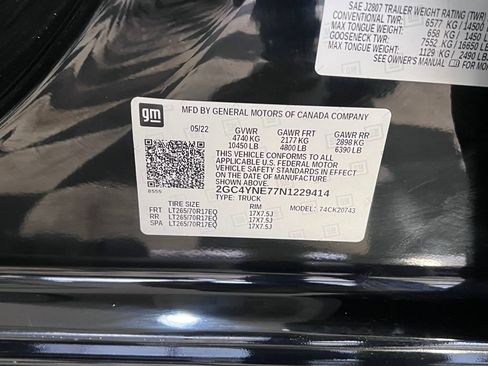 SAE J2807 TRAILER WEIGHT RATING (TWR)
CONVENTIONAL TWR: 6577 KG / 14500 
MAX TONGUE WEIGHT: 658 KG / 1450 L
GOOSENECK TWR: 7552 KG / 16650 
MAX TONGUE WEIGHT: 1129 KG / 2490 LB
SEE OWNER'S MANUAL FOR
gm
MFD BY GENERAL MOTORS OF CANADA COMPANY
05/22 GVWR GAWR FRT GAWR RR
4740 KG 2177 KG 2898 KG
10450 LB 4800 LB 6390 LB
THIS VEHICLE CONFORMS TO ALL
APPLICABLE U.S. FEDERAL MOTOR
VEHICLE SAFETY STANDARDS IN EFFECT
ON THE DATE OF MANUFACTURE SHOWN
ABOVE.
2GC4YNE77N1229414
8555 TYPE: TRUCK
TIRE SIZE RIM MODEL: 74CK20743
FRT LT265/70R17EQ 17X7.5J
RR LT265/70R17EQ 17X7.5J
SPA LT265/70R17EQ 17X7.5J